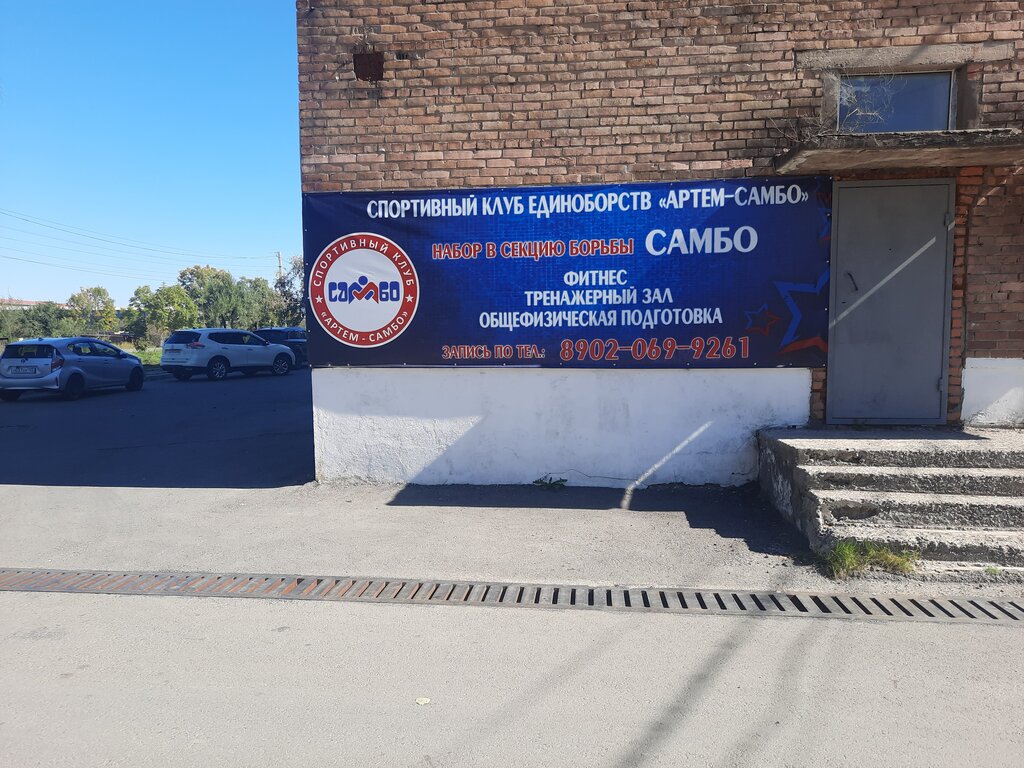 СПОРТИВНЫЙ КЛУБ ЕДИНОБОРСТВ «АРТЕМ-САМБО»
НАБОР В СЕКЦИЮ БОРЬБЫ САМБО
ФИТНЕС
ТРЕНАЖЕРНЫЙ ЗАЛ
ОБЩЕФИЗИЧЕСКАЯ ПОДГОТОВКА
ЗАПИСЬ ПО ТЕЛ.: 8902-069-9261
СПОРТИВНЫЙ КЛУБ
САМБО
"АРТЕМ - САМБО"